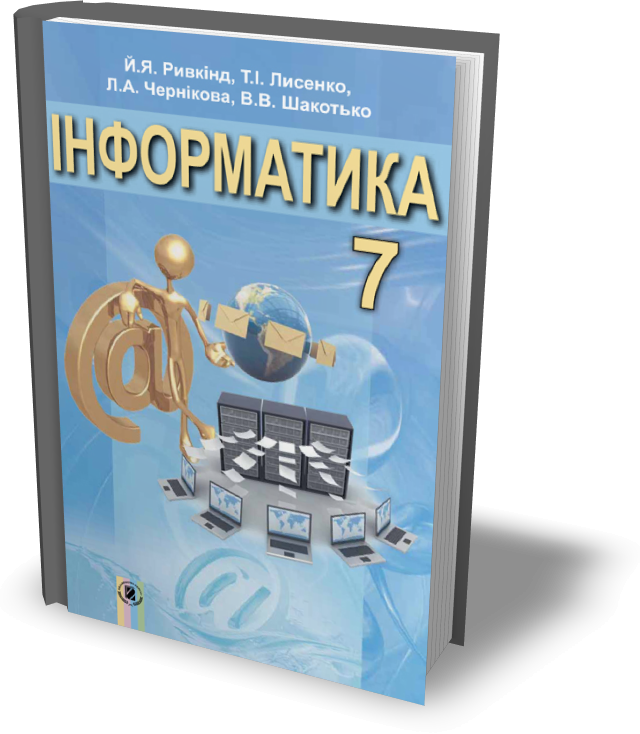 Й.Я. Ривкінд, Т.І. Лисенко,
Л.А. Чернікова, В.В. Шакотько
ІНФОРМАТИКА
7